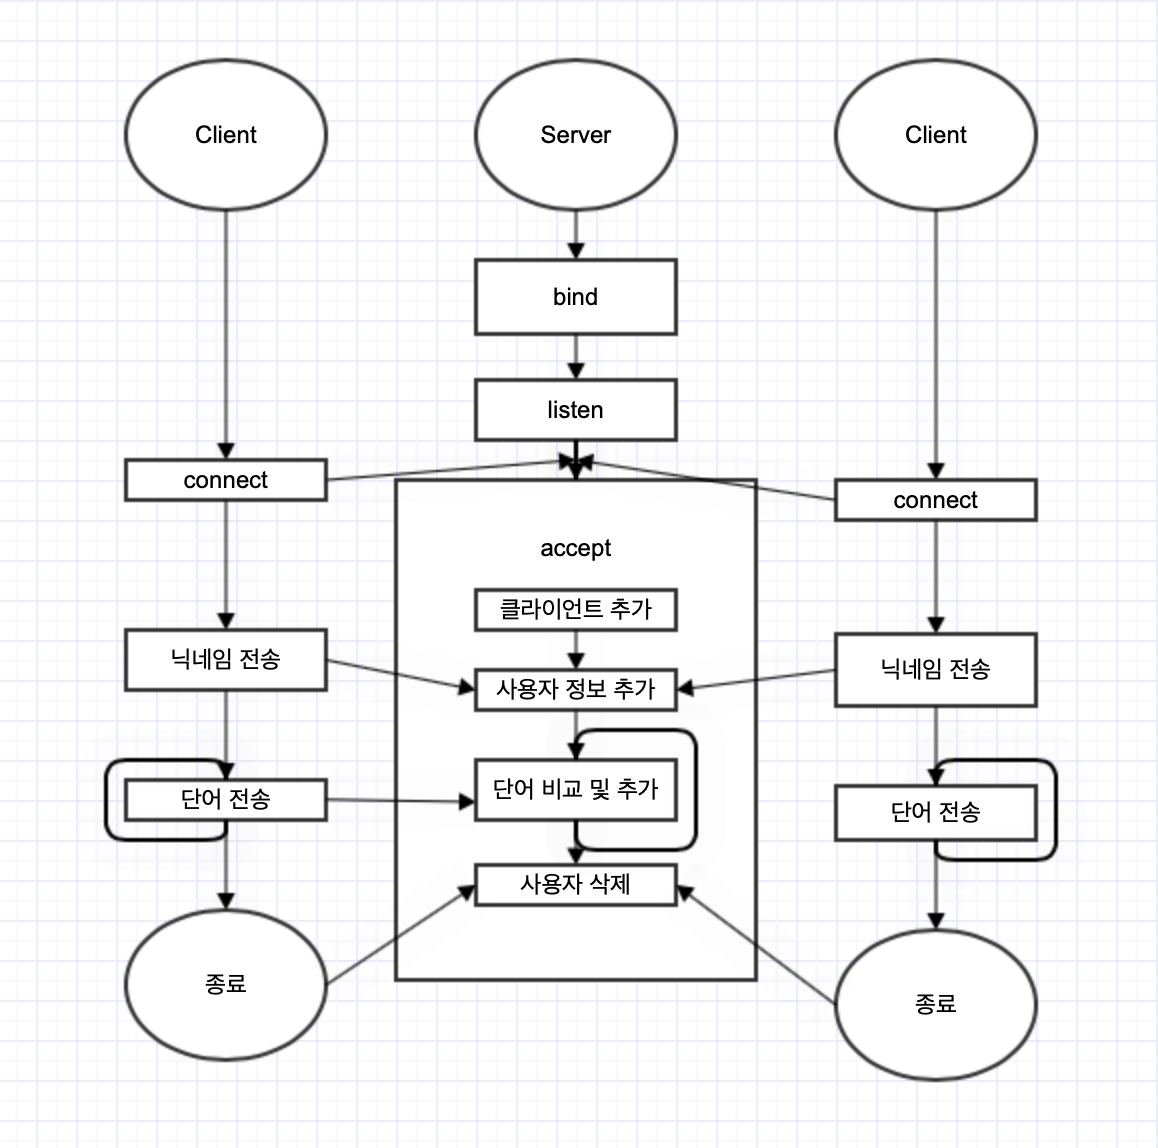 Client
Server
Client
bind
listen
connect
connect
accept
클라이언트 추가
닉네임 전송
사용자 정보 추가
닉네임 전송
단어 전송
단어 비교 및 추가
단어 전송
사용자 삭제
종료
종료